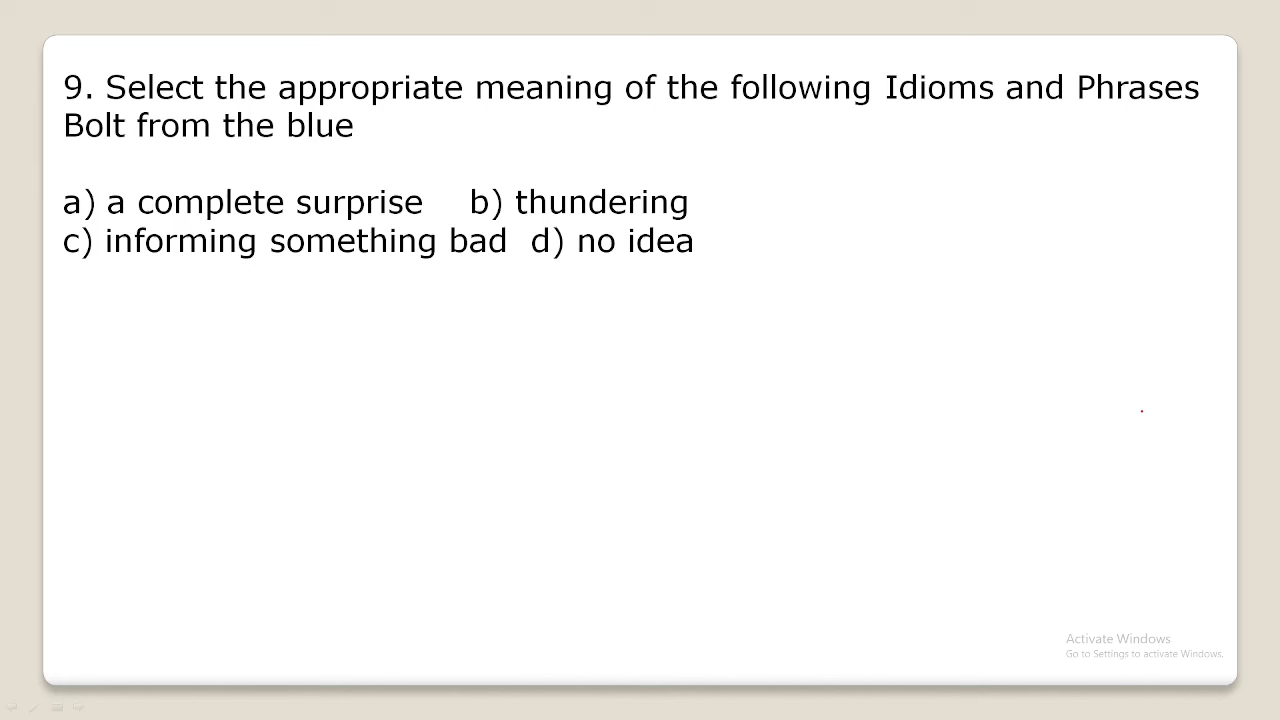 9. Select the appropriate meaning of the following Idioms and Phrases
Bolt from the blue
a) a complete surprise b) thundering
c) informing something bad d) no idea
Activate Windows
Go to Settings to activate Windows.